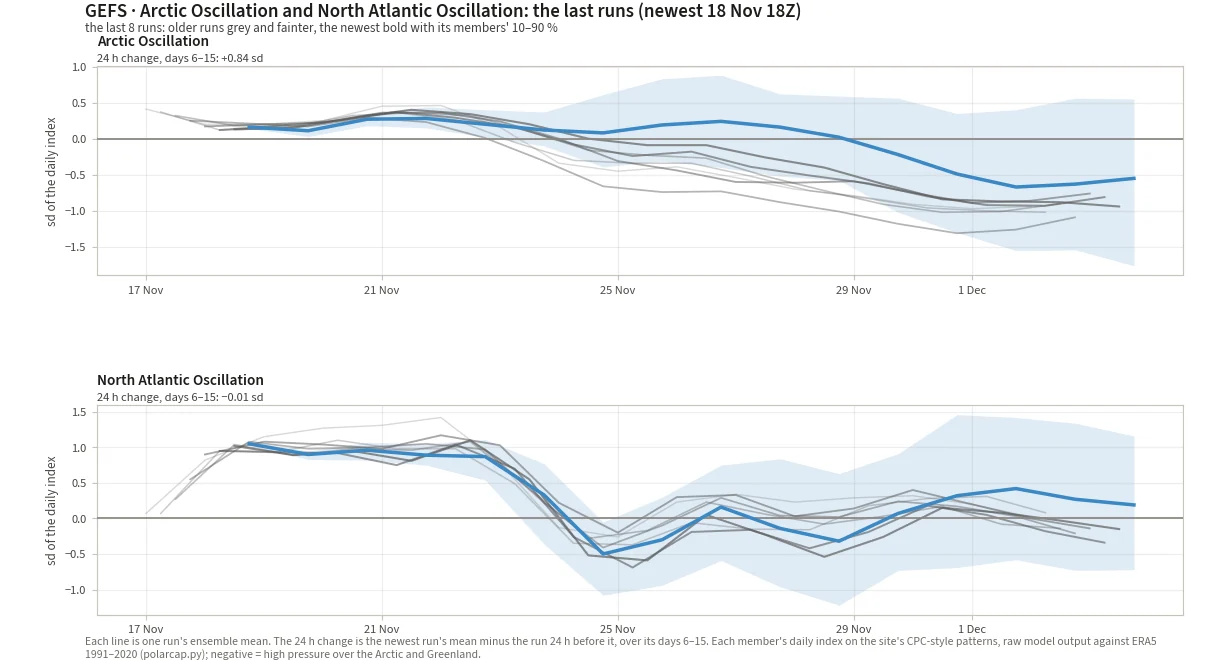 GEFS · Arctic Oscillation and North Atlantic Oscillation: the last runs (newest 18 Nov 18Z)
the last 8 runs: older runs grey and fainter, the newest bold with its members' 10–90 %
Arctic Oscillation
24 h change, days 6–15: +0.84 sd
sd of the daily index
1.0
0.5
0.0
−0.5
−1.0
−1.5
17 Nov 21 Nov 25 Nov 29 Nov 1 Dec
North Atlantic Oscillation
24 h change, days 6–15: −0.01 sd
sd of the daily index
1.5
1.0
0.5
0.0
−0.5
−1.0
17 Nov 21 Nov 25 Nov 29 Nov 1 Dec
Each line is one run's ensemble mean. The 24 h change is the newest run's mean minus the run 24 h before it, over its days 6–15. Each member's daily index on the site's CPC-style patterns, raw model output against ERA5
1991–2020 (polarcap.py); negative = high pressure over the Arctic and Greenland.